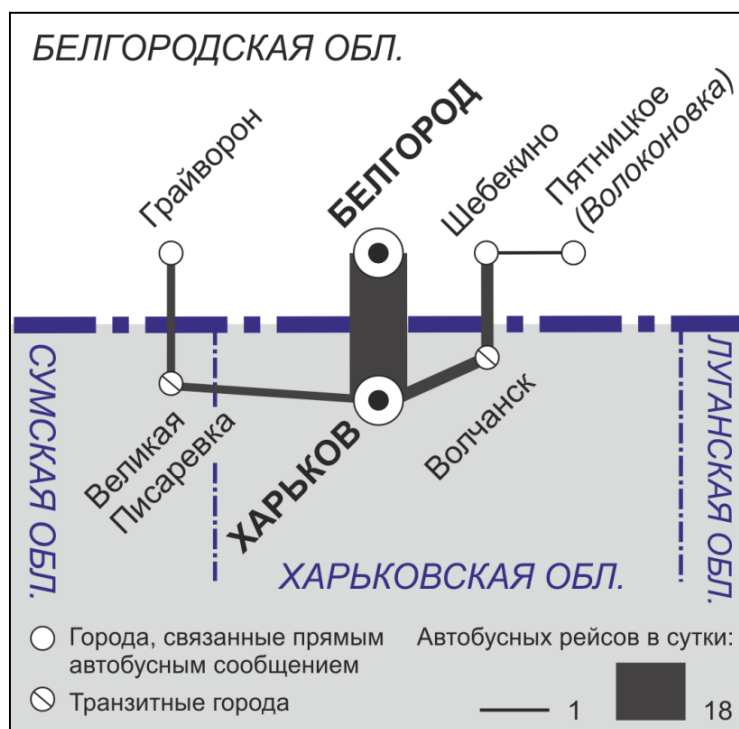 БЕЛГОРОДСКАЯ ОБЛ.
Грайворон
БЕЛГОРОД
Шебекино
Пятницкое
(Волоконовка)
СУМСКАЯ ОБЛ.
Великая
Писаревка
ХАРЬКОВ
Волчанск
ЛУГАНСКАЯ ОБЛ.
ХАРЬКОВСКАЯ ОБЛ.
Города, связанные прямым
автобусным сообщением
Транзитные города
Автобусных рейсов в сутки:
1
18